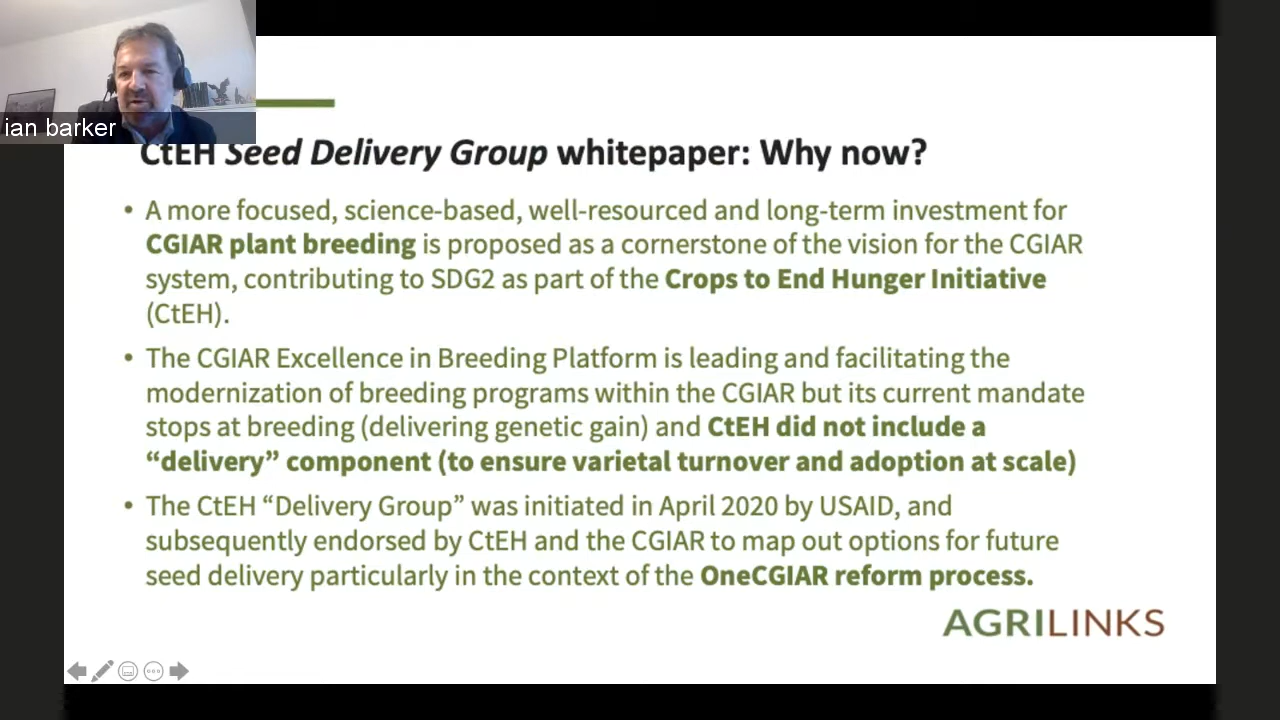 ian barker
CtEH Seed Delivery Group whitepaper: Why now?
• A more focused, science-based, well-resourced and long-term investment for
CGIAR plant breeding is proposed as a cornerstone of the vision for the CGIAR
system, contributing to SDG2 as part of the Crops to End Hunger Initiative
(CtEH).
• The CGIAR Excellence in Breeding Platform is leading and facilitating the
modernization of breeding programs within the CGIAR but its current mandate
stops at breeding (delivering genetic gain) and CtEH did not include a
“delivery” component (to ensure varietal turnover and adoption at scale)
• The CtEH “Delivery Group” was initiated in April 2020 by USAID, and
subsequently endorsed by CtEH and the CGIAR to map out options for future
seed delivery particularly in the context of the OneCGIAR reform process.
AGRILINKS